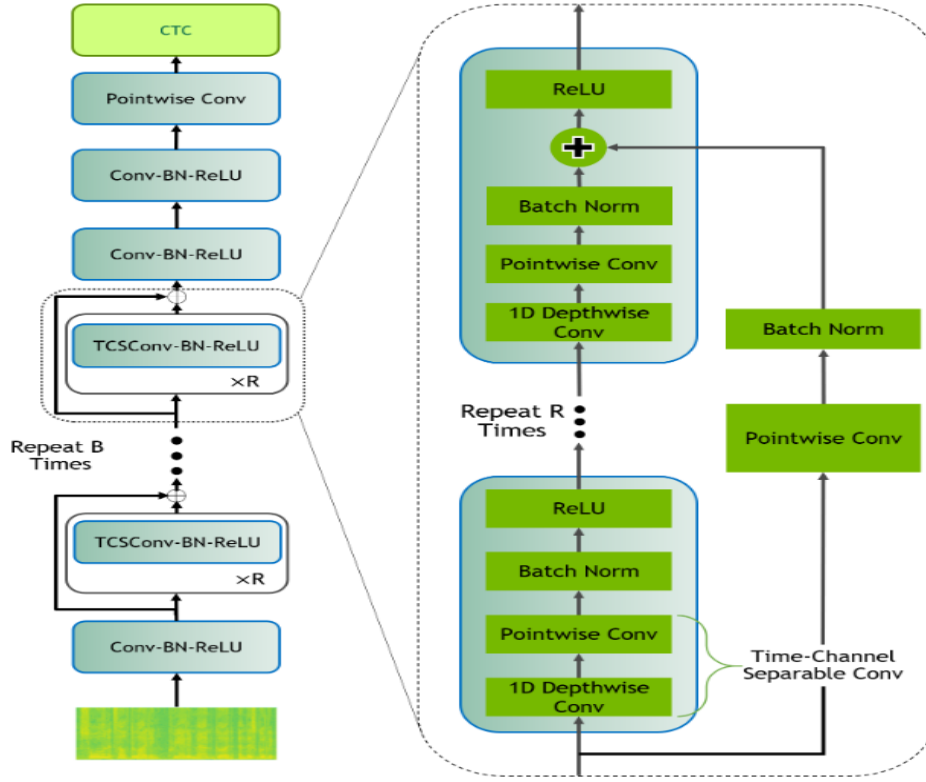 CTC
Pointwise Conv
Conv-BN-ReLU
Conv-BN-ReLU
TCSConv-BN-ReLU
×R
Repeat B
Times
TCSConv-BN-ReLU
×R
Conv-BN-ReLU
ReLU
Batch Norm
Pointwise Conv
1D Depthwise
Conv
Repeat R
Times
ReLU
Batch Norm
Pointwise Conv
1D Depthwise
Conv
Batch Norm
Pointwise Conv
Time-Channel
Separable Conv